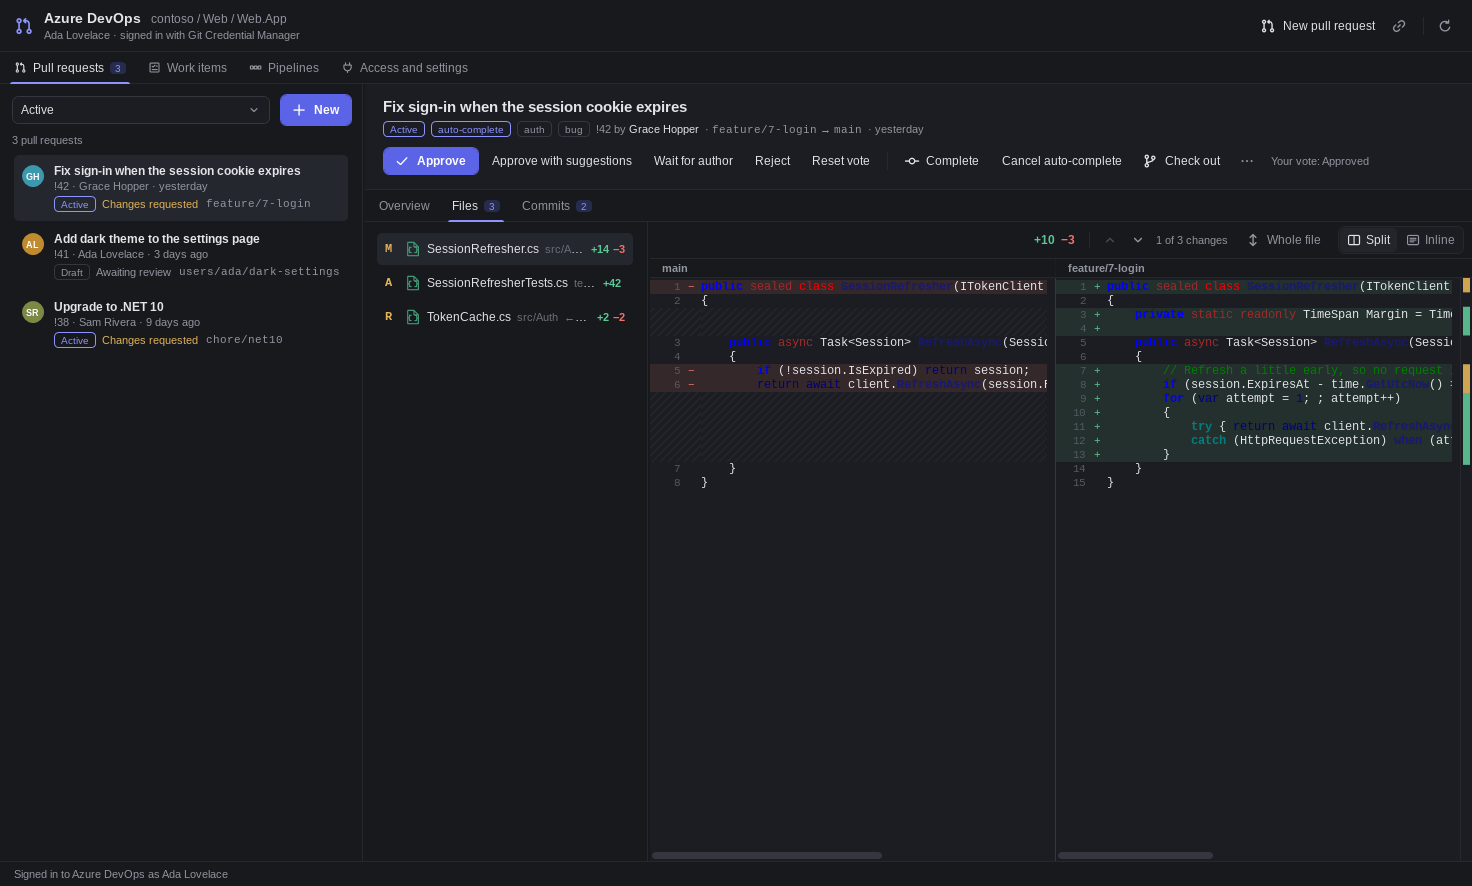 Azure DevOps contoso / Web / Web.App
Ada Lovelace · signed in with Git Credential Manager
New pull request
Pull requests 3 Work items Pipelines Access and settings
Active
New
3 pull requests
GH
Fix sign-in when the session cookie expires
!42 · Grace Hopper · yesterday
Active Changes requested feature/7-login
AL
Add dark theme to the settings page
!41 · Ada Lovelace · 3 days ago
Draft Awaiting review users/ada/dark-settings
SR
Upgrade to .NET 10
!38 · Sam Rivera · 9 days ago
Active Changes requested chore/net10
Fix sign-in when the session cookie expires
Active auto-complete auth bug !42 by Grace Hopper · feature/7-login → main · yesterday
Approve Approve with suggestions Wait for author Reject Reset vote Complete Cancel auto-complete Check out ··· Your vote: Approved
Overview Files 3 Commits 2
M SessionRefresher.cs src/A... +14 −3
A SessionRefresherTests.cs te... +42
R TokenCache.cs src/Auth ←... +2 −2
+10 −3 1 of 3 changes Whole file Split Inline
main
1 − public sealed class SessionRefresher(ITokenClient
2 {
3 public async Task<Session> RefreshAsync(Sessio
4 {
5 − if (!session.IsExpired) return session;
6 − return await client.RefreshAsync(session.R
7 }
8 }
feature/7-login
1 + public sealed class SessionRefresher(ITokenClient
2 {
3 + private static readonly TimeSpan Margin = Time
4 +
5 public async Task<Session> RefreshAsync(Sessio
6 {
7 + // Refresh a little early, so no request
8 + if (session.ExpiresAt - time.GetUtcNow() >
9 + for (var attempt = 1; ; attempt++)
10 + {
11 + try { return await client.RefreshAsyn
12 + catch (HttpRequestException) when (att
13 + }
14 }
15 }
Signed in to Azure DevOps as Ada Lovelace